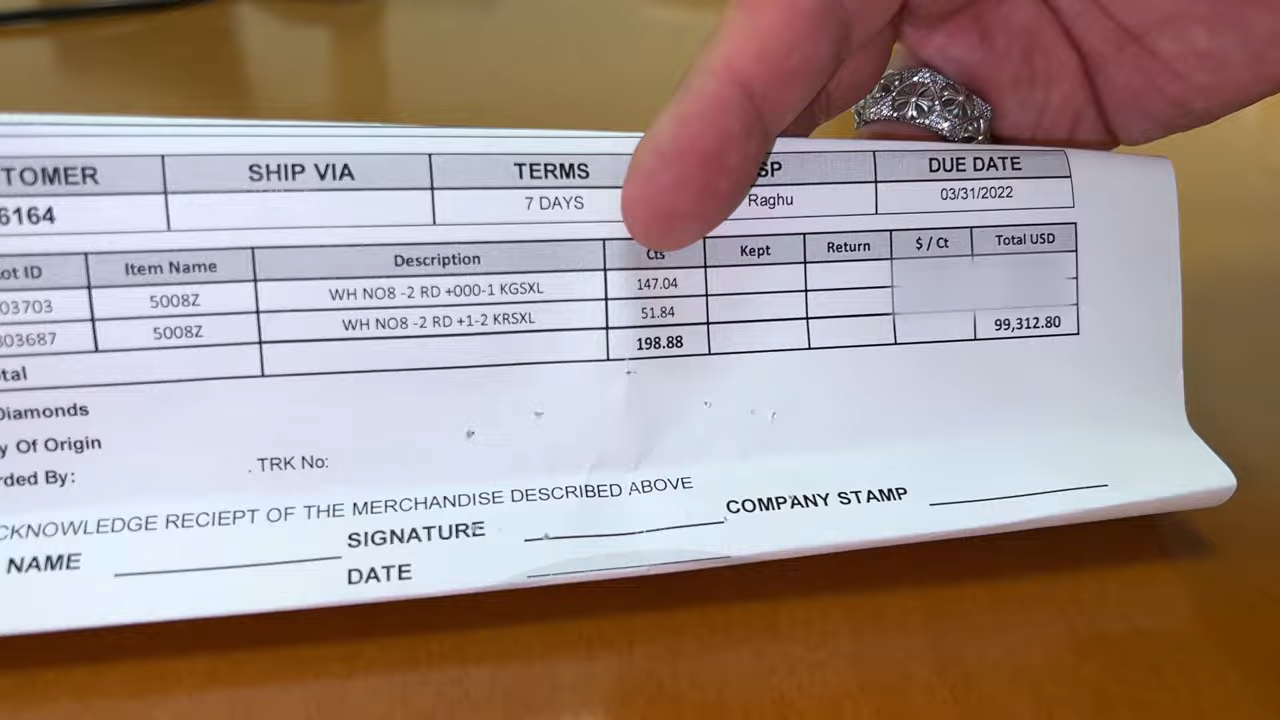 TOMER SHIP VIA TERMS SP DUE DATE
6164 7 DAYS Raghu 03/31/2022
ot ID Item Name Description Cts Kept Return $ / Ct Total USD
03703 5008Z WH NO8 -2 RD +000-1 KGSXL 147.04
03687 5008Z WH NO8 -2 RD +1-2 KRSXL 51.84
tal 198.88 99,312.80
Diamonds
y Of Origin
rded By: . TRK No:
CKNOWLEDGE RECIEPT OF THE MERCHANDISE DESCRIBED ABOVE
NAME SIGNATURE COMPANY STAMP
DATE